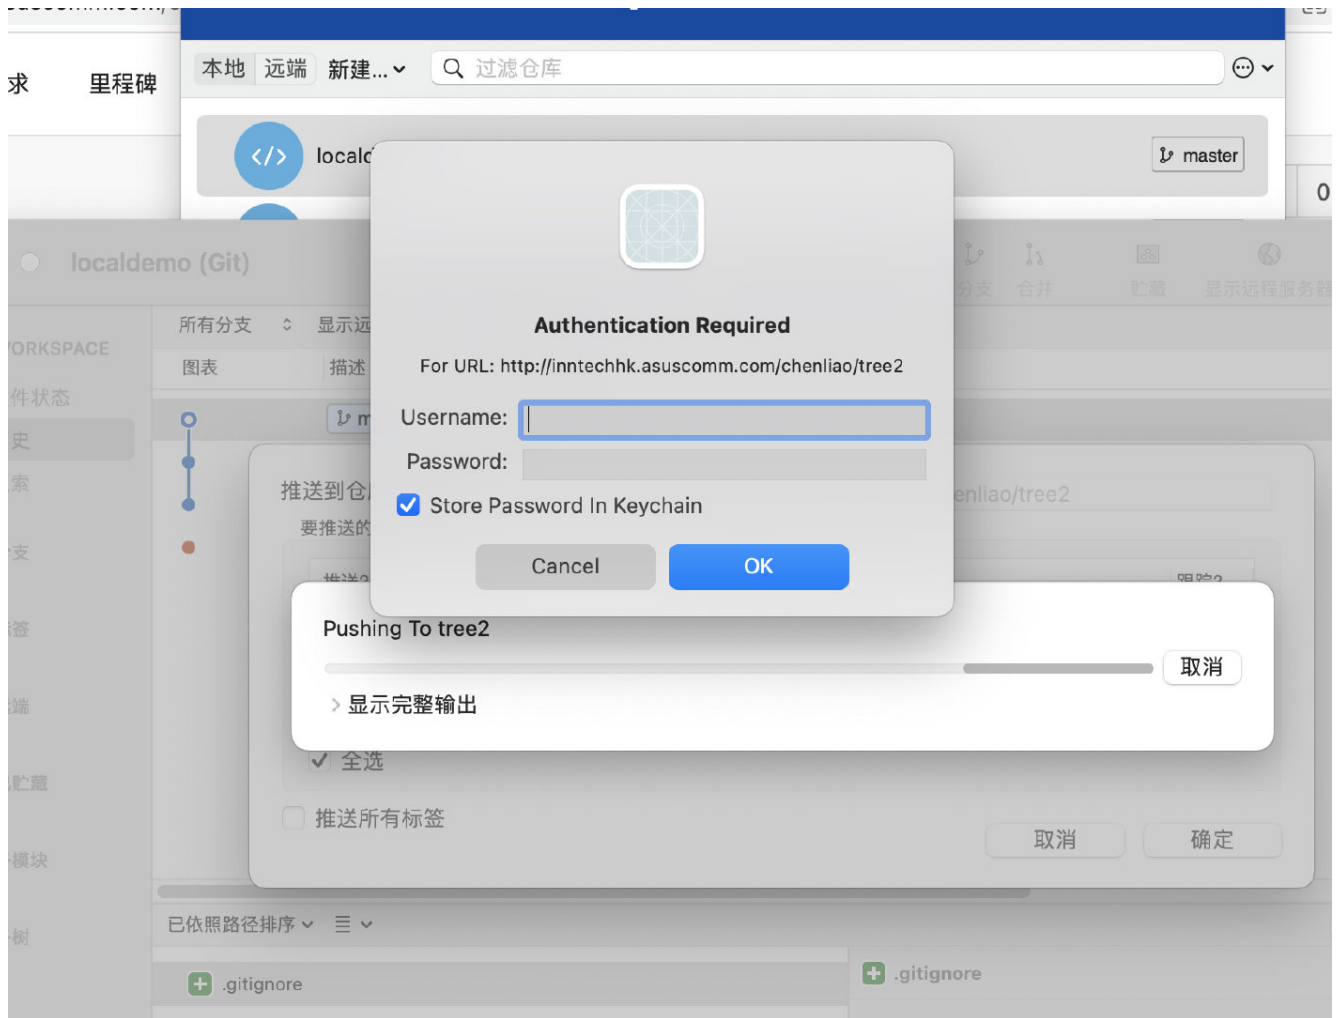 求 里程碑
本地 远端 新建... 过滤仓库
</> locald master
0
localdemo (Git)
分支 合并 贮藏 显示远程服务器
所有分支 显示远
ORKSPACE
图表 描述
件状态
史
索
支
签
端
贮藏
模块
树
Authentication Required
For URL: http://inntechhk.asuscomm.com/chenliao/tree2
Username:
Password:
Store Password In Keychain
Cancel OK
推送到仓 enliao/tree2
要推送的
推送? 跟踪?
Pushing To tree2
取消
显示完整输出
全选
推送所有标签
取消 确定
已依照路径排序
.gitignore
.gitignore